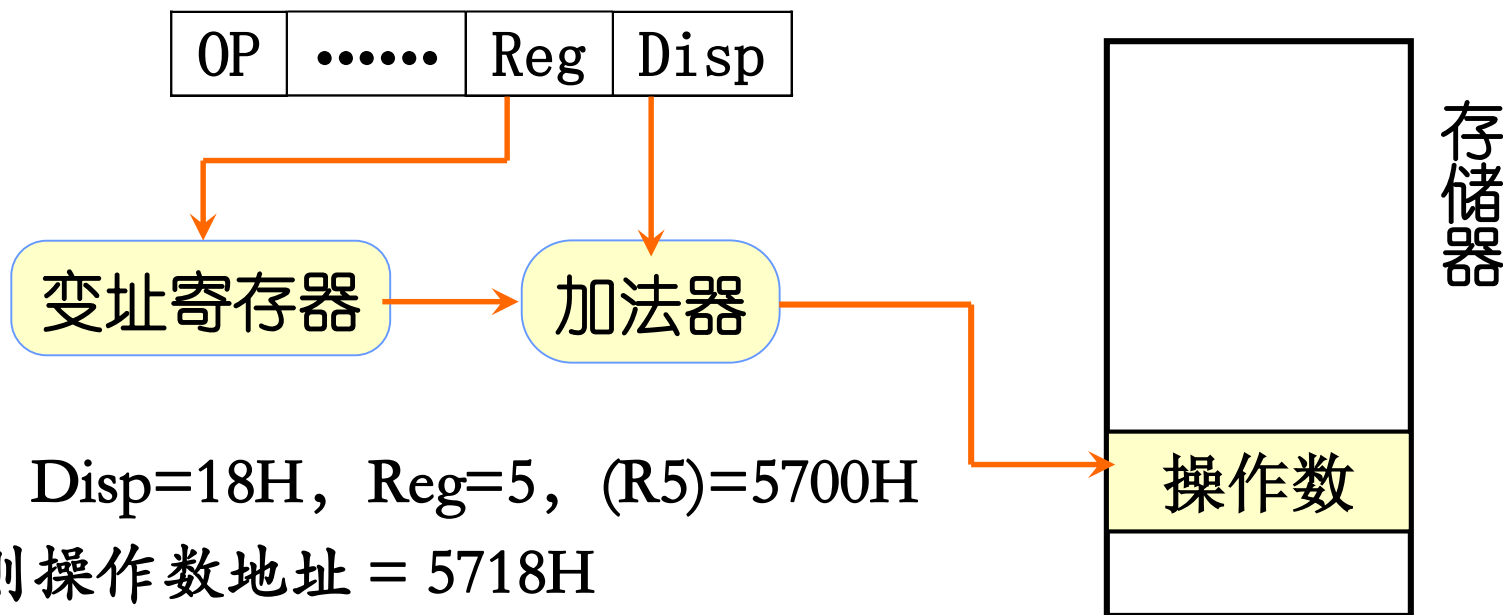 OP ······ Reg Disp
存储器
变址寄存器
加法器
操作数
Disp=18H，Reg=5，(R5)=5700H
则操作数地址 = 5718H